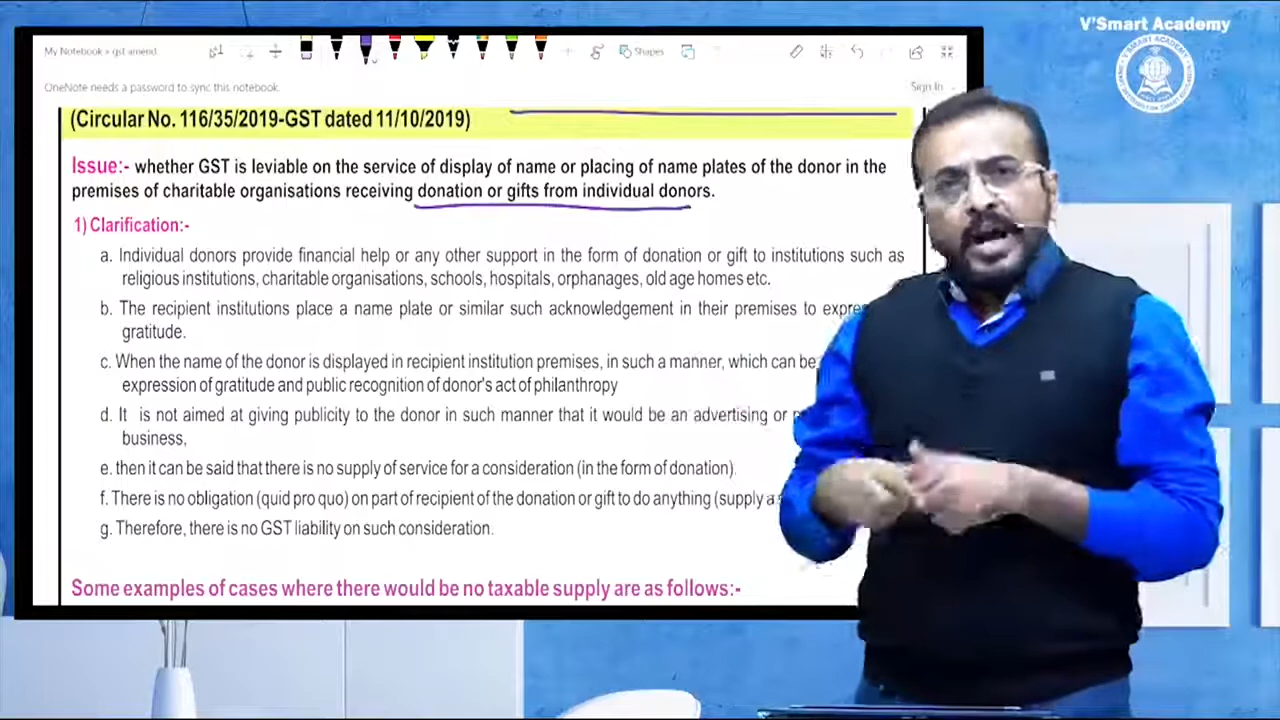 V'Smart Academy
My Notebook > gst amend.
Shapes
OneNote needs a password to sync this notebook.
Sign In
(Circular No. 116/35/2019-GST dated 11/10/2019)
Issue:- whether GST is leviable on the service of display of name or placing of name plates of the donor in the
premises of charitable organisations receiving donation or gifts from individual donors.
1) Clarification:-
a. Individual donors provide financial help or any other support in the form of donation or gift to institutions such as
religious institutions, charitable organisations, schools, hospitals, orphanages, old age homes etc.
b. The recipient institutions place a name plate or similar such acknowledgement in their premises to
gratitude.
c. When the name of the donor is displayed in recipient institution premises, in such a manner, which can be
expression of gratitude and public recognition of donor's act of philanthropy
d. It is not aimed at giving publicity to the donor in such manner that it would be an advertising or
business,
e. then it can be said that there is no supply of service for a consideration (in the form of donation).
f. There is no obligation (quid pro quo) on part of recipient of the donation or gift to do anything (supply a
g. Therefore, there is no GST liability on such consideration.
Some examples of cases where there would be no taxable supply are as follows:-